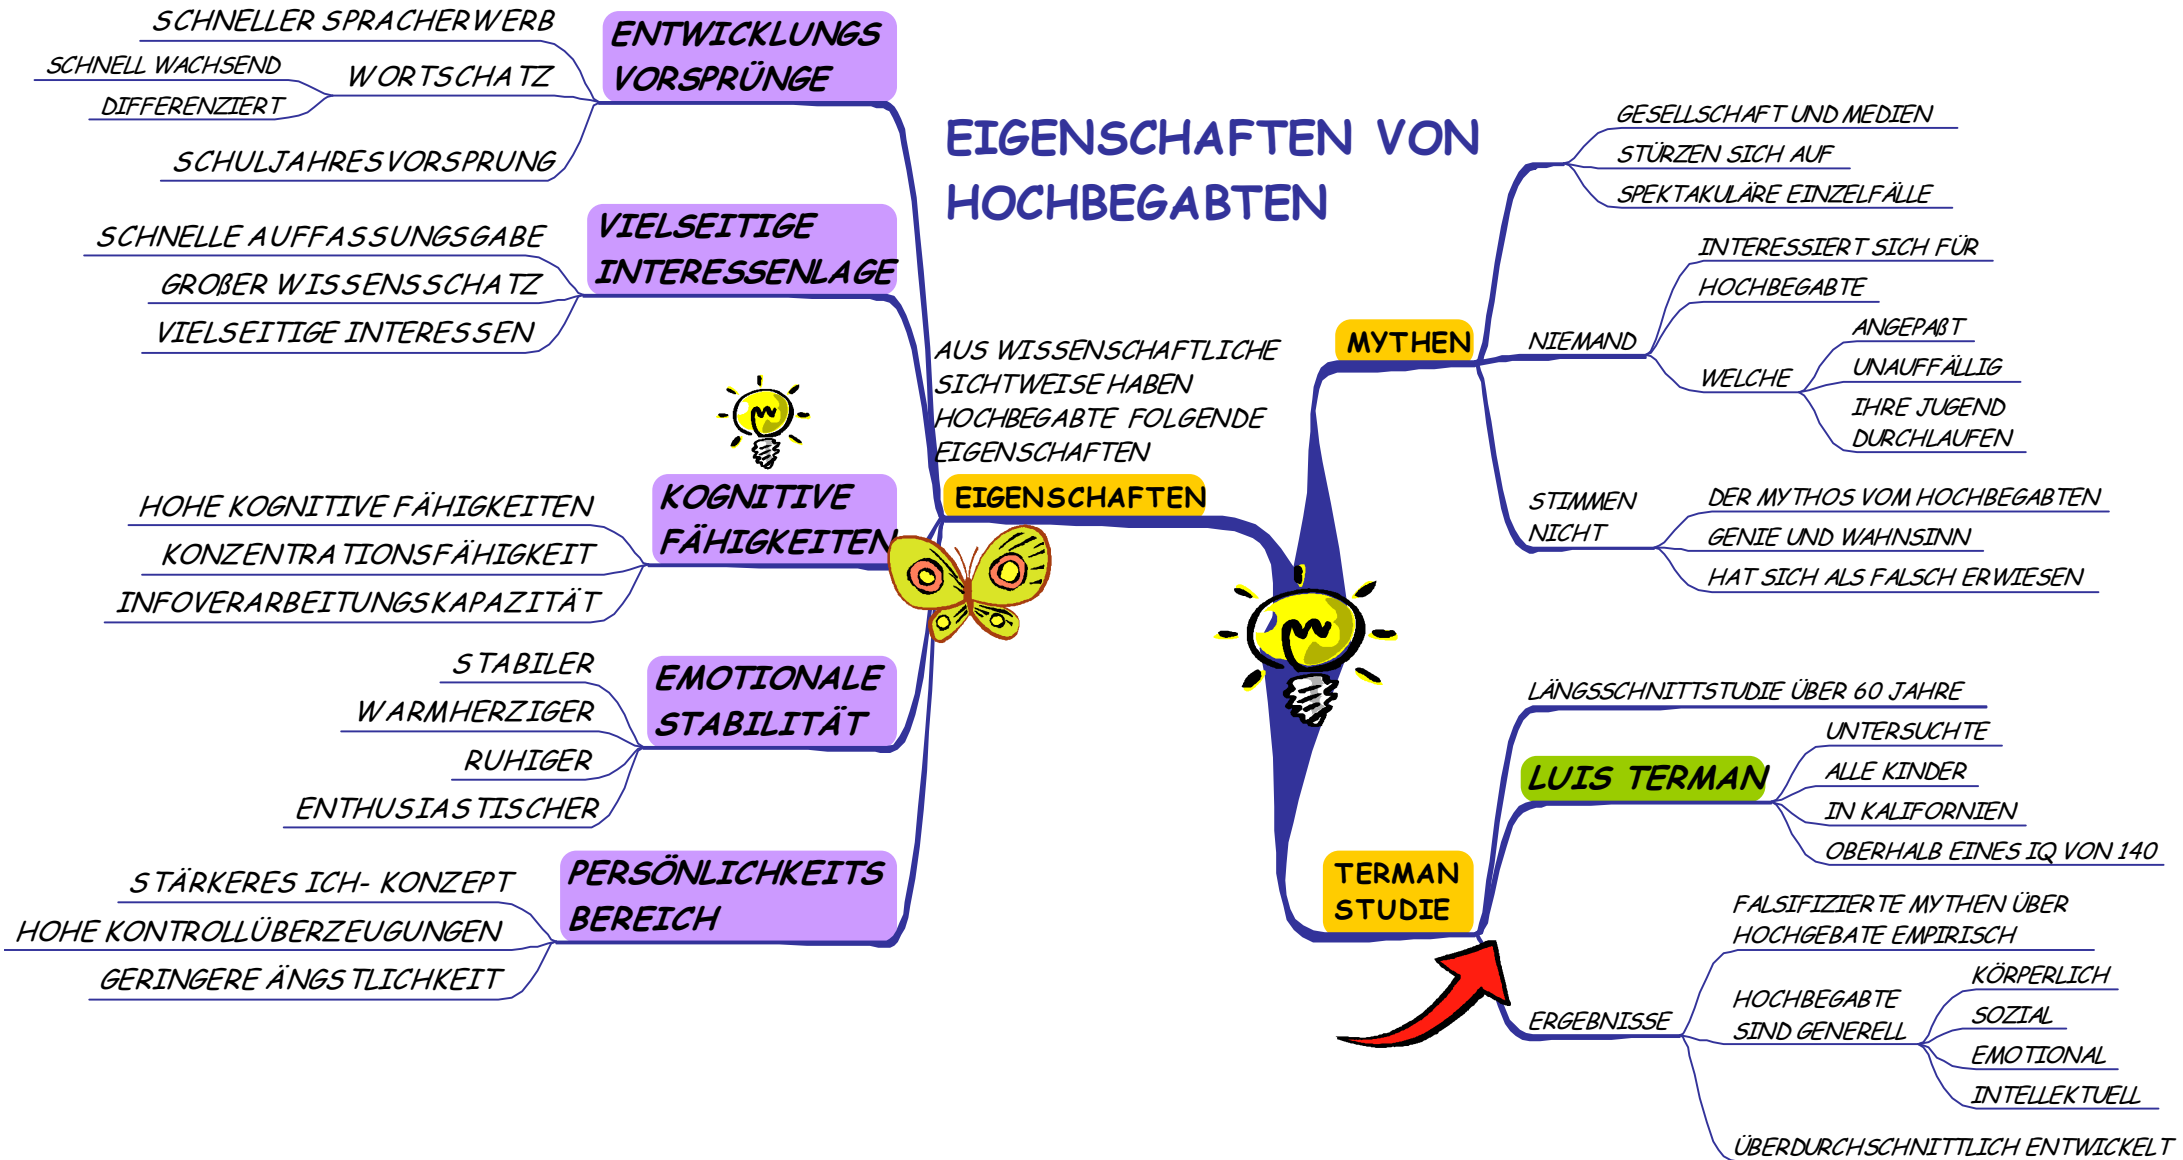 EIGENSCHAFTEN VON
HOCHBEGABTEN
MYTHEN
GESELLSCHAFT UND MEDIEN
STÜRZEN SICH AUF
SPEKTAKULÄRE EINZELFÄLLE
NIEMAND
INTERESSIERT SICH FÜR
HOCHBEGABTE
WELCHE
ANGEPAßT
UNAUFFÄLLIG
IHRE JUGEND
DURCHLAUFEN
STIMMEN
NICHT
DER MYTHOS VOM HOCHBEGABTEN
GENIE UND WAHNSINN
HAT SICH ALS FALSCH ERWIESEN
TERMAN
STUDIE
LÄNGSSCHNITTSTUDIE ÜBER 60 JAHRE
LUIS TERMAN
UNTERSUCHTE
ALLE KINDER
IN KALIFORNIEN
OBERHALB EINES IQ VON 140
ERGEBNISSE
FALSIFIZIERTE MYTHEN ÜBER
HOCHGEBATE EMPIRISCH
HOCHBEGABTE
SIND GENERELL
KÖRPERLICH
SOZIAL
EMOTIONAL
INTELLEKTUELL
ÜBERDURCHSCHNITTLICH ENTWICKELT
AUS WISSENSCHAFTLICHE
SICHTWEISE HABEN
HOCHBEGABTE FOLGENDE
EIGENSCHAFTEN
EIGENSCHAFTEN
ENTWICKLUNGS
VORSPRÜNGE
SCHNELLER SPRACHERWERB
WORTSCHATZ
SCHNELL WACHSEND
DIFFERENZIERT
SCHULJAHRESVORSPRUNG
VIELSEITIGE
INTERESSENLAGE
SCHNELLE AUFFASSUNGSGABE
GROßER WISSENSSCHATZ
VIELSEITIGE INTERESSEN
KOGNITIVE
FÄHIGKEITEN
HOHE KOGNITIVE FÄHIGKEITEN
KONZENTRATIONSFÄHIGKEIT
INFOVERARBEITUNGSKAPAZITÄT
EMOTIONALE
STABILITÄT
STABILER
WARMHERZIGER
RUHIGER
ENTHUSIASTISCHER
PERSÖNLICHKEITS
BEREICH
STÄRKERES ICH- KONZEPT
HOHE KONTROLLÜBERZEUGUNGEN
GERINGERE ÄNGSTLICHKEIT